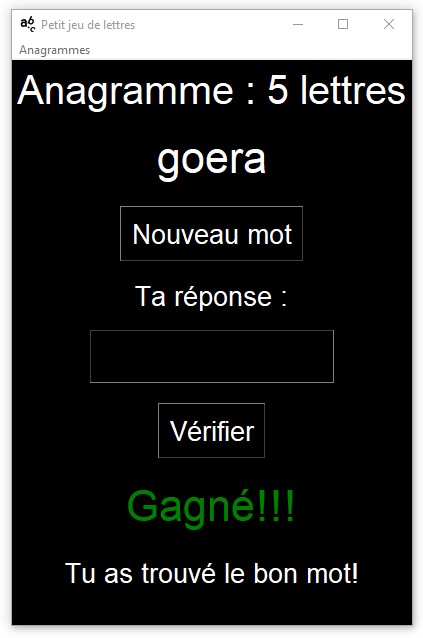 Petit jeu de lettres
Anagrammes
Anagramme : 5 lettres
goera
Nouveau mot
Ta réponse :
Vérifier
Gagné!!!
Tu as trouvé le bon mot!